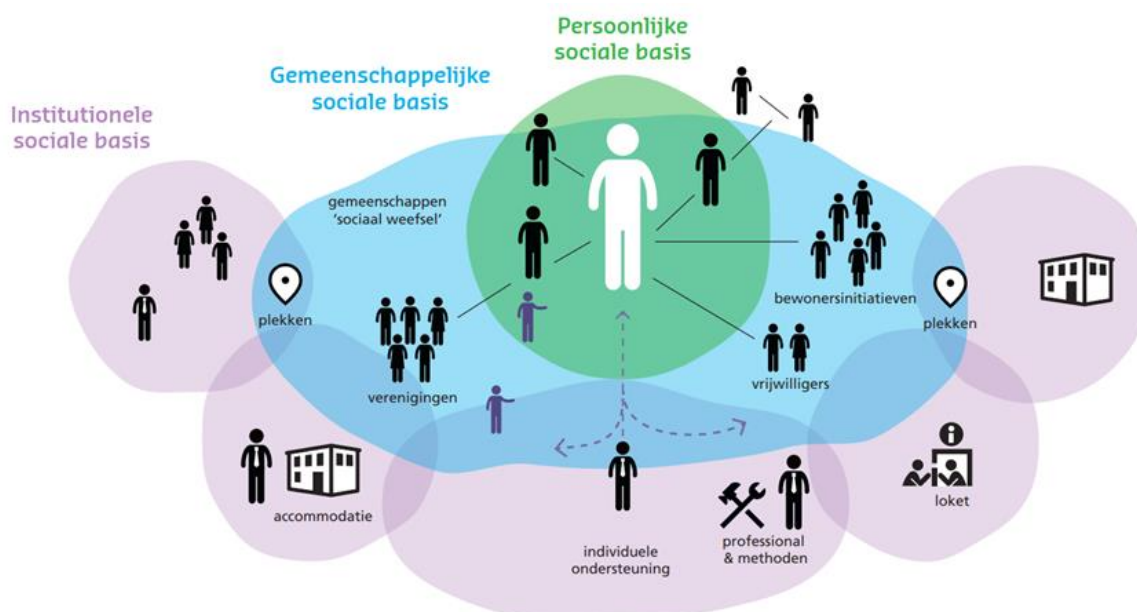 Persoonlijke
sociale basis
Gemeenschappelijke
sociale basis
Institutionele
sociale basis
gemeenschappen
'sociaal weefsel'
plekken
bewonersinitiatieven
plekken
verenigingen
vrijwilligers
accommodatie
individuele
ondersteuning
professional
& methoden
i
loket